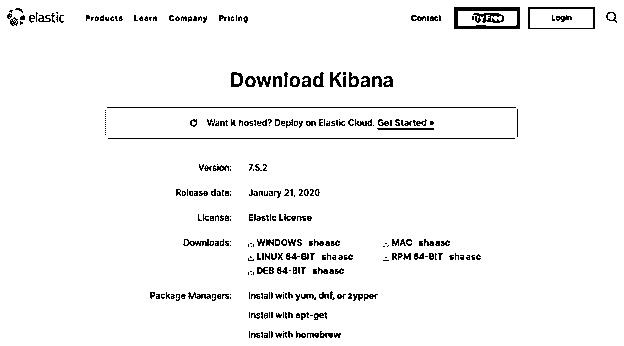 elastic Products Learn Company Pricing Contact Try Free Login
Download Kibana
Want it hosted? Deploy on Elastic Cloud. Get Started »
Version: 7.5.2
Release date: January 21, 2020
License: Elastic License
Downloads: WINDOWS sha asc MAC sha asc
LINUX 64-BIT sha asc RPM 64-BIT sha asc
DEB 64-BIT sha asc
Package Managers: Install with yum, dnf, or zypper
Install with apt-get
Install with homebrew